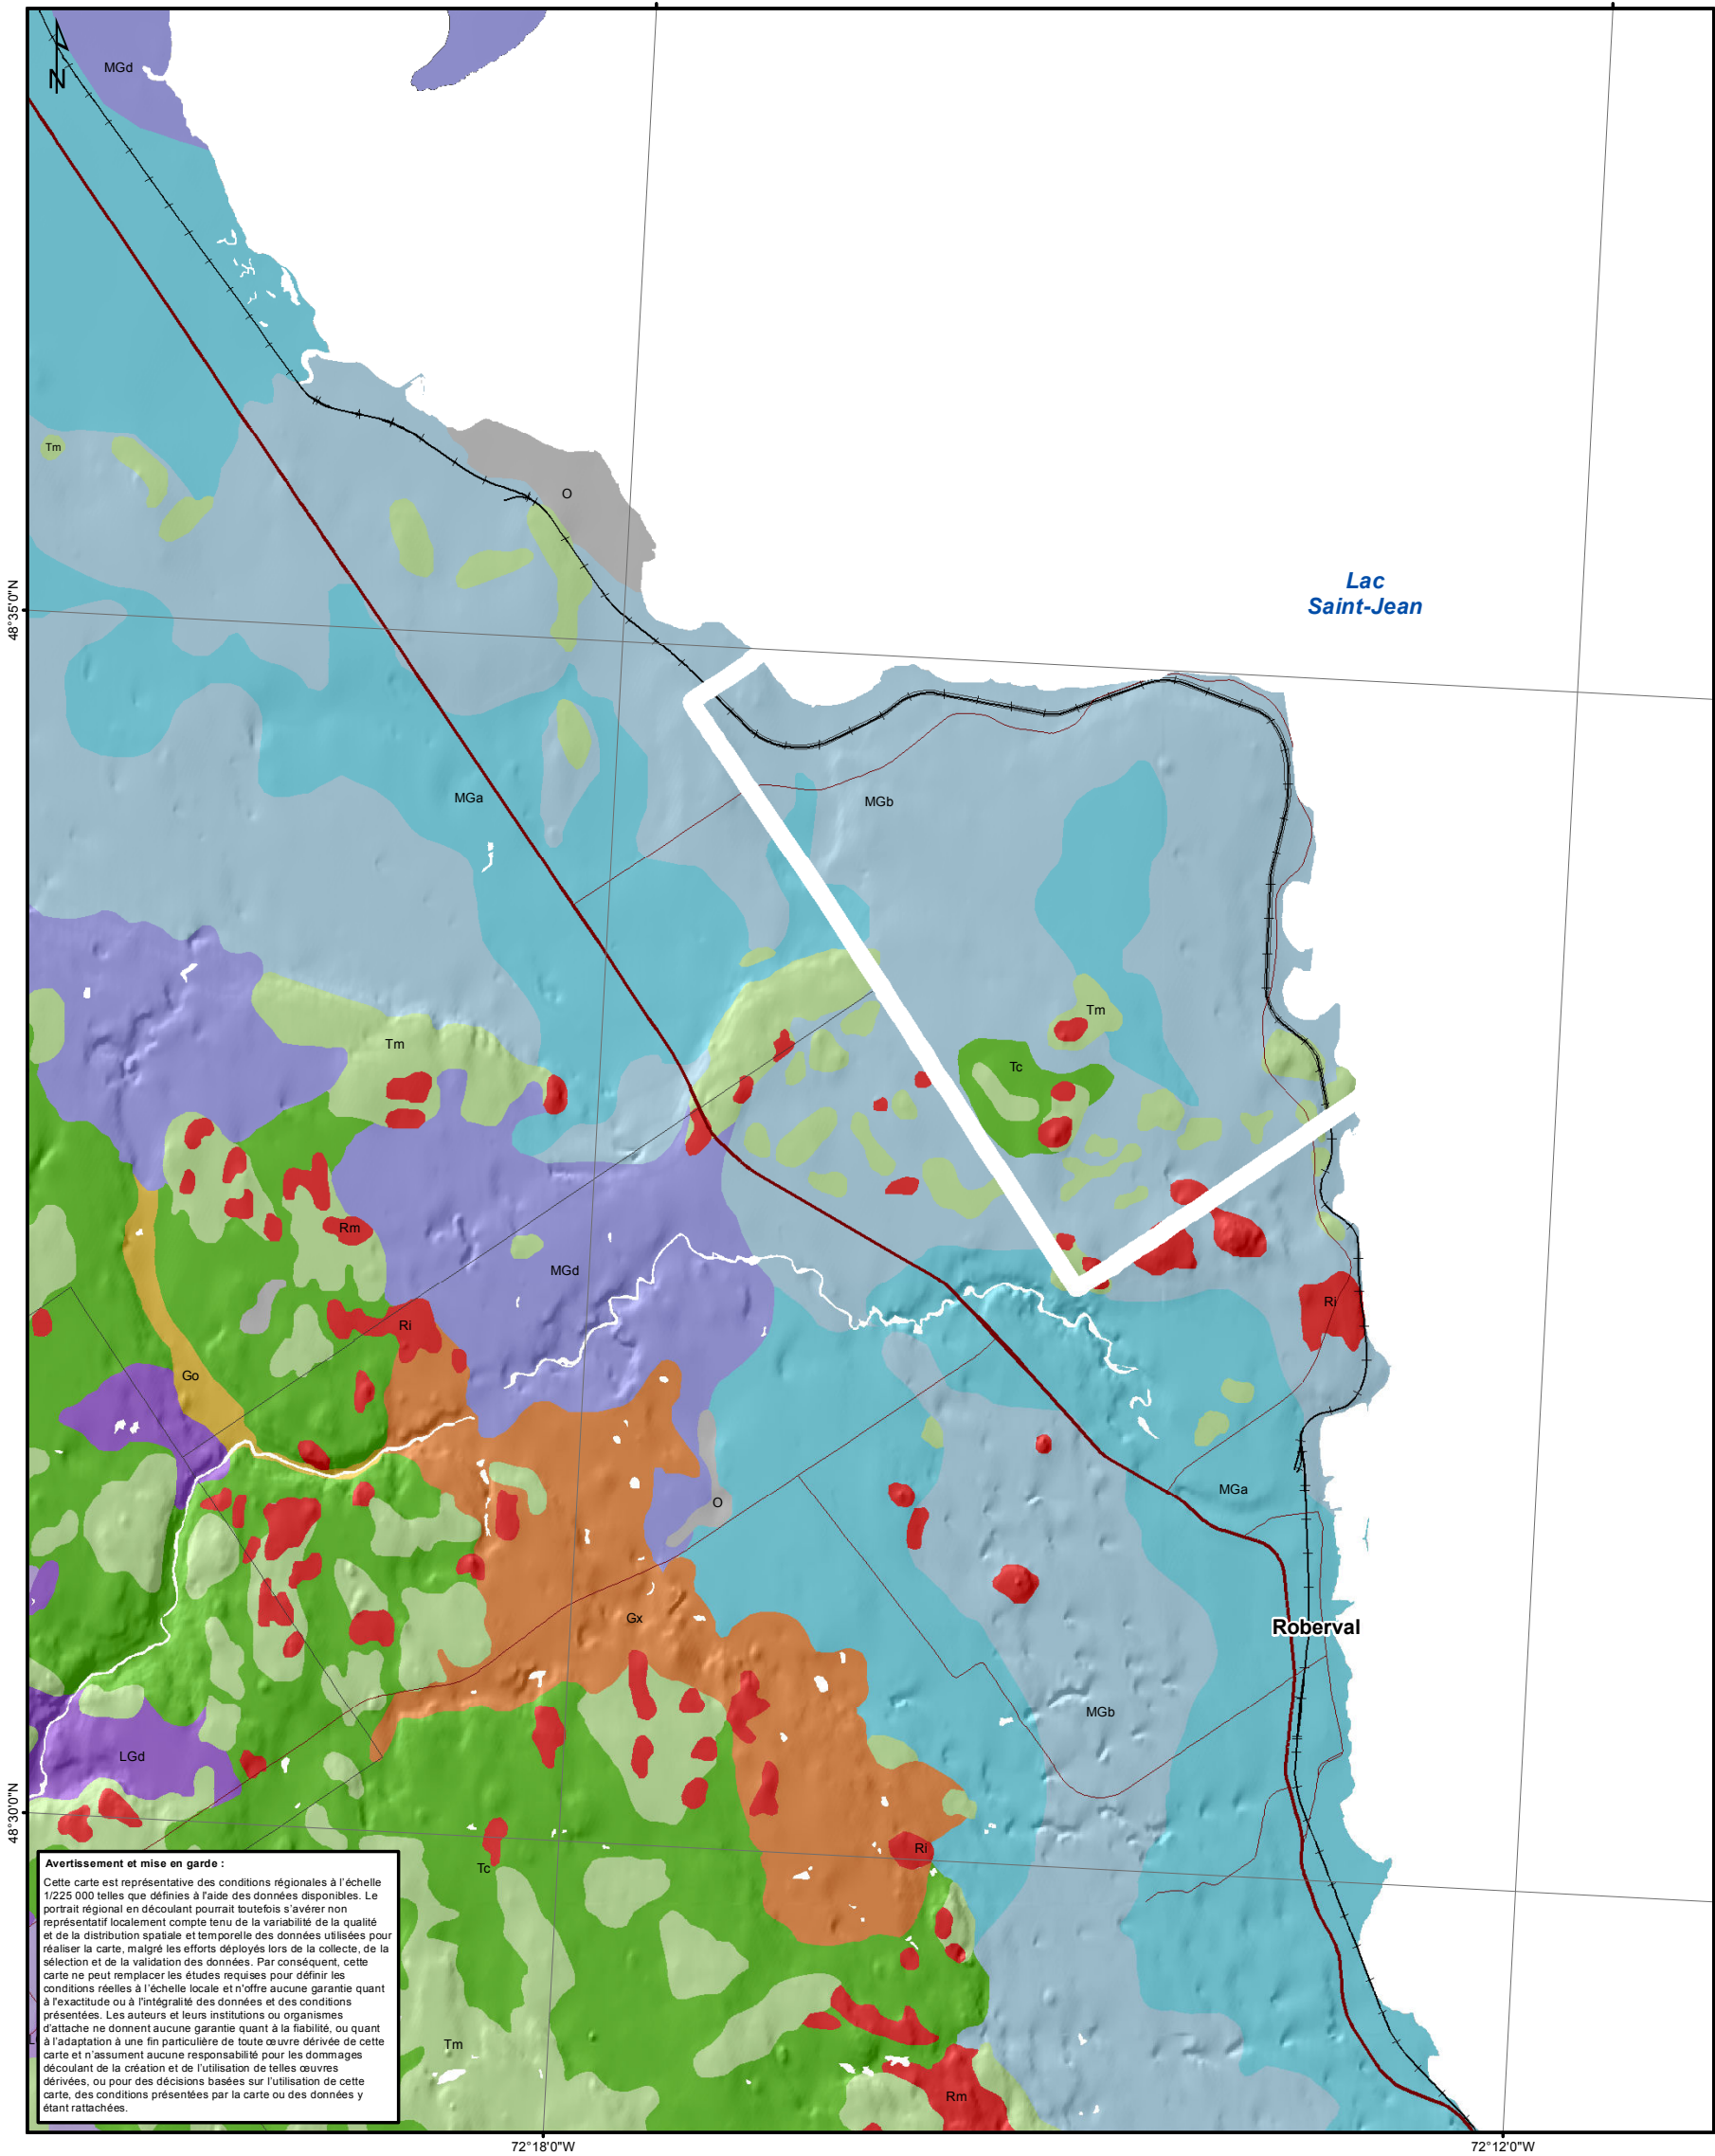 N
MGd
Tm
O
Lac
Saint-Jean
48°35'0"N
MGa
MGb
Tm
Tm
Tc
Rm
MGd
Ri
Ri
Go
MGa
O
Gx
Roberval
MGb
LGd
48°30'0"N
Ri
Tc
Avertissement et mise en garde :
Cette carte est représentative des conditions régionales à l'échelle
1/225 000 telles que définies à l'aide des données disponibles. Le
portrait régional en découlant pourrait toutefois s'avérer non
représentatif localement compte tenu de la variabilité de la qualité
et de la distribution spatiale et temporelle des données utilisées pour
réaliser la carte, malgré les efforts déployés lors de la collecte, de la
sélection et de la validation des données. Par conséquent, cette
carte ne peut remplacer les études requises pour définir les
conditions réelles à l'échelle locale et n'offre aucune garantie quant
à l'exactitude ou à l'intégralité des données et des conditions
présentées. Les auteurs et leurs institutions ou organismes
d'attache ne donnent aucune garantie quant à la fiabilité, ou quant
à l'adaptation à une fin particulière de toute œuvre dérivée de cette
carte et n'assument aucune responsabilité pour les dommages
découlant de la création et de l'utilisation de telles œuvres
dérivées, ou pour des décisions basées sur l'utilisation de cette
carte, des conditions présentées par la carte ou des données y
étant rattachées.
Tm
Rm
72°18'0"W
72°12'0"W